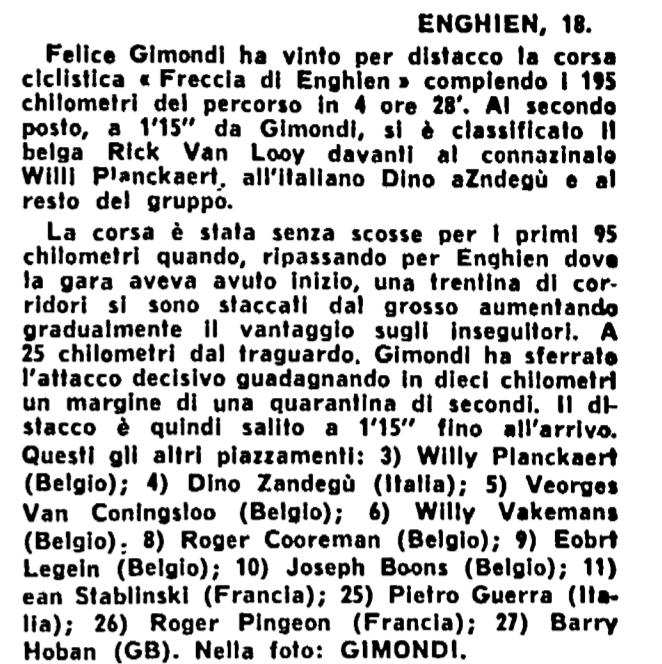 ENGHIEN, 18.
Felice Gimondi ha vinto per distacco la corsa
ciclistica « Freccia di Enghien » compiendo i 195
chilometri del percorso in 4 ore 28'. Al secondo
posto, a 1'15" da Gimondi, si è classificato il
belga Rick Van Looy davanti al connazinale
Willi Planckaert, all'italiano Dino aZndegù e al
resto del gruppo.
La corsa è stata senza scosse per i primi 95
chilometri quando, ripassando per Enghien dove
la gara aveva avuto inizio, una trentina di cor-
ridori si sono staccati dal grosso aumentando
gradualmente il vantaggio sugli inseguitori. A
25 chilometri dal traguardo. Gimondi ha sferrato
l'attacco decisivo guadagnando in dieci chilometri
un margine di una quarantina di secondi. Il di-
stacco è quindi salito a 1'15" fino all'arrivo.
Questi gli altri piazzamenti: 3) Willy Planckaert
(Belgio); 4) Dino Zandegù (Italia); 5) Veorges
Van Coningsloo (Belgio); 6) Willy Vakemans
(Belgio); 8) Roger Cooreman (Belgio); 9) Eobrt
Legein (Belgio); 10) Joseph Boons (Belgio); 11)
ean Stablinski (Francia); 25) Pietro Guerra (Ita-
lia); 26) Roger Pingeon (Francia); 27) Barry
Hoban (GB). Nella foto: GIMONDI.